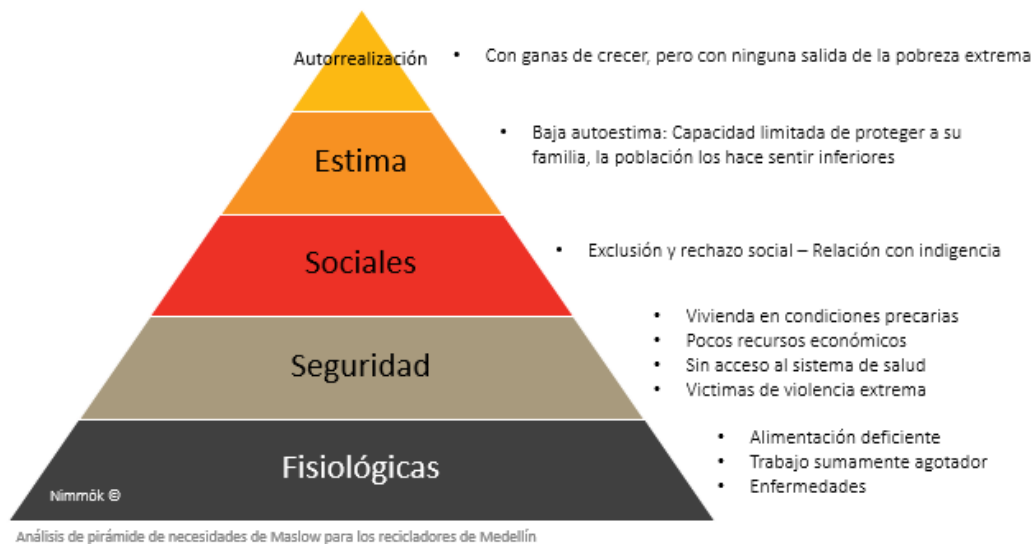 Autorrealización
• Con ganas de crecer, pero con ninguna salida de la pobreza extrema
Estima
• Baja autoestima: Capacidad limitada de proteger a su
familia, la población los hace sentir inferiores
Sociales
• Exclusión y rechazo social – Relación con indigencia
Seguridad
• Vivienda en condiciones precarias
• Pocos recursos económicos
• Sin acceso al sistema de salud
• Victimas de violencia extrema
Fisiológicas
• Alimentación deficiente
• Trabajo sumamente agotador
• Enfermedades
Nimmök ©
Análisis de pirámide de necesidades de Maslow para los recicladores de Medellín